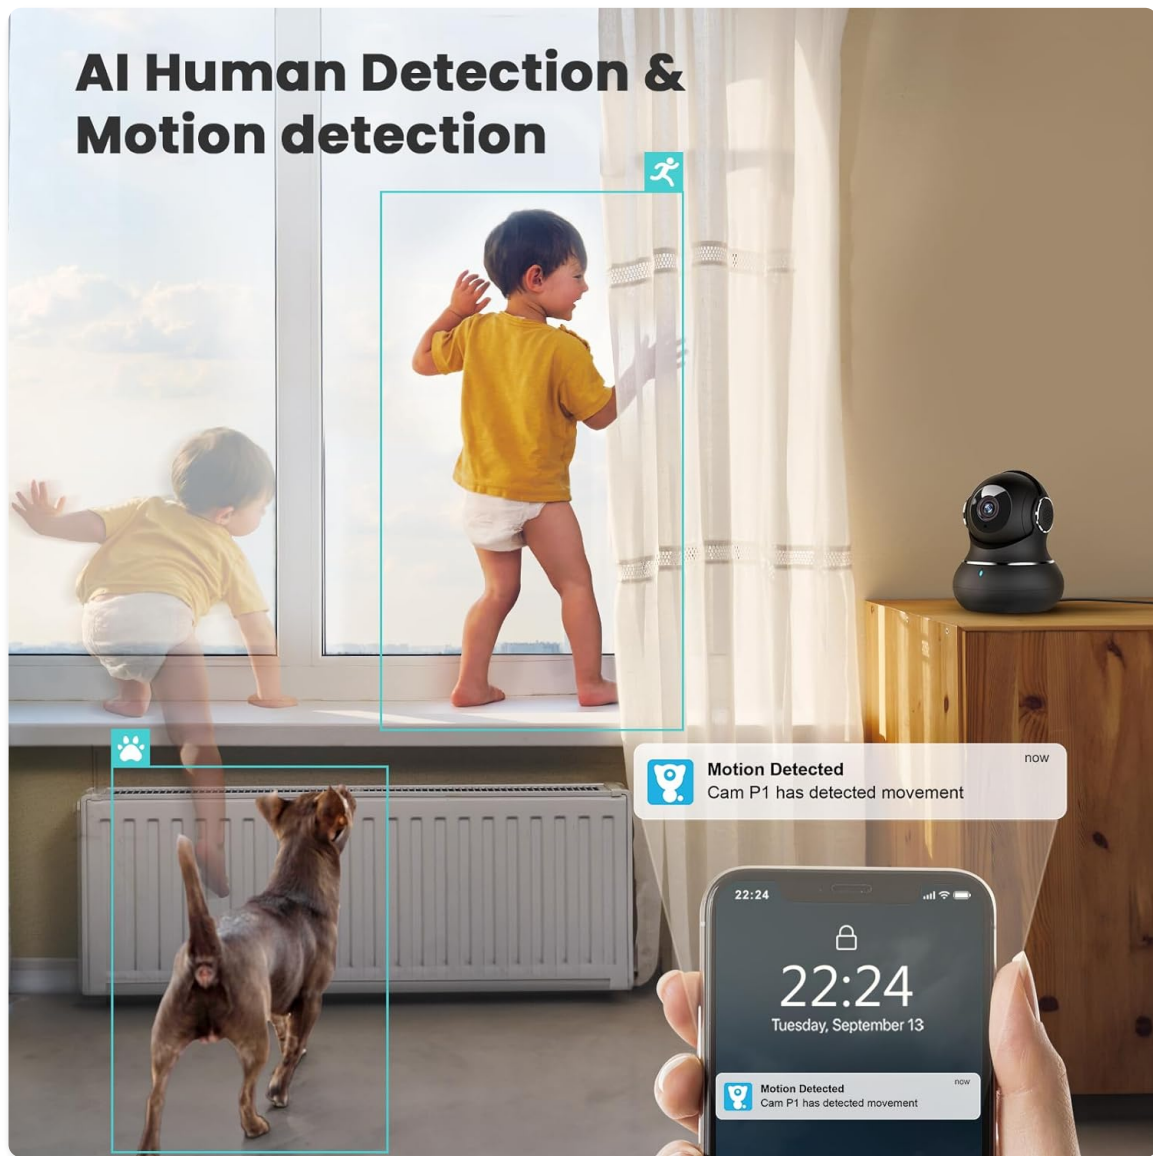 AI Human Detection &
Motion detection
now
Motion Detected
Cam P1 has detected movement
22:24
22:24
Tuesday, September 13
now
Motion Detected
Cam P1 has detected movement